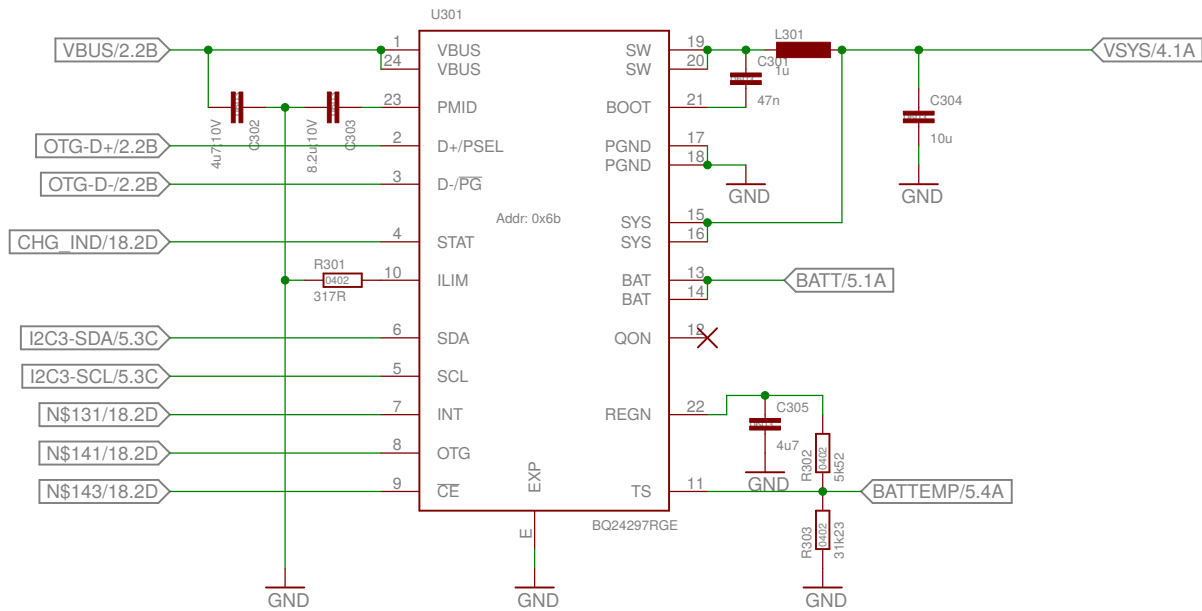 U301
VBUS/2.2B
1
VBUS
24
VBUS
SW
19
SW
20
L301
1u
C301
47n
VSYS/4.1A
23
PMID
BOOT
21
4u7;10V
C302
8.2u;10V
C303
C304
10u
OTG-D+/2.2B
2
D+/PSEL
PGND
17
PGND
18
GND
GND
OTG-D-/2.2B
3
D-/PG
Addr: 0x6b
SYS
15
SYS
16
CHG_IND/18.2D
4
STAT
R301
0402
317R
10
ILIM
BAT
13
BAT
14
BATT/5.1A
I2C3-SDA/5.3C
6
SDA
QON
12
I2C3-SCL/5.3C
5
SCL
N$131/18.2D
7
INT
REGN
22
C305
4u7
GND
R302
0402
5k52
N$141/18.2D
8
OTG
N$143/18.2D
9
CE
EXP
TS
11
BATTEMP/5.4A
E
BQ24297RGE
R303
0402
31k23
GND
GND
GND